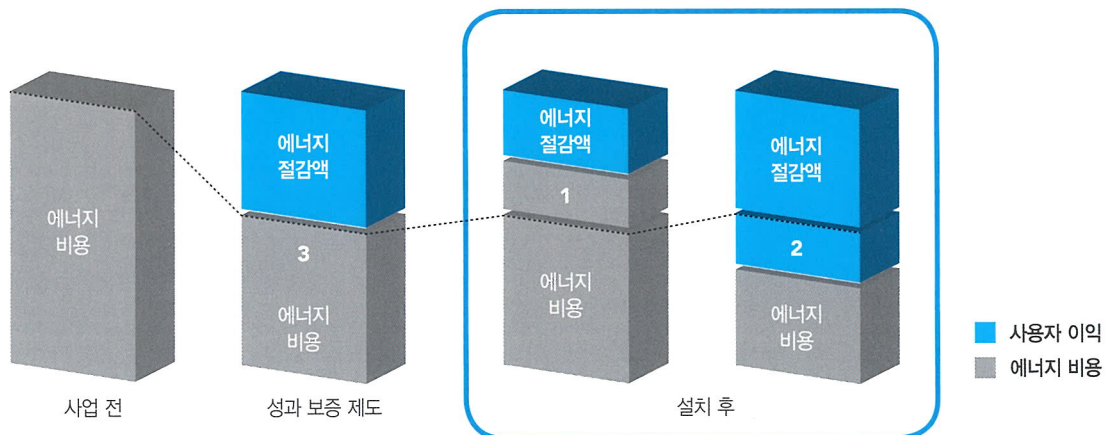 에너지
비용
사업 전
에너지
절감액
3
에너지
비용
성과 보증 제도
에너지
절감액
1
에너지
비용
에너지
절감액
2
에너지
비용
설치 후
사용자 이익
에너지 비용